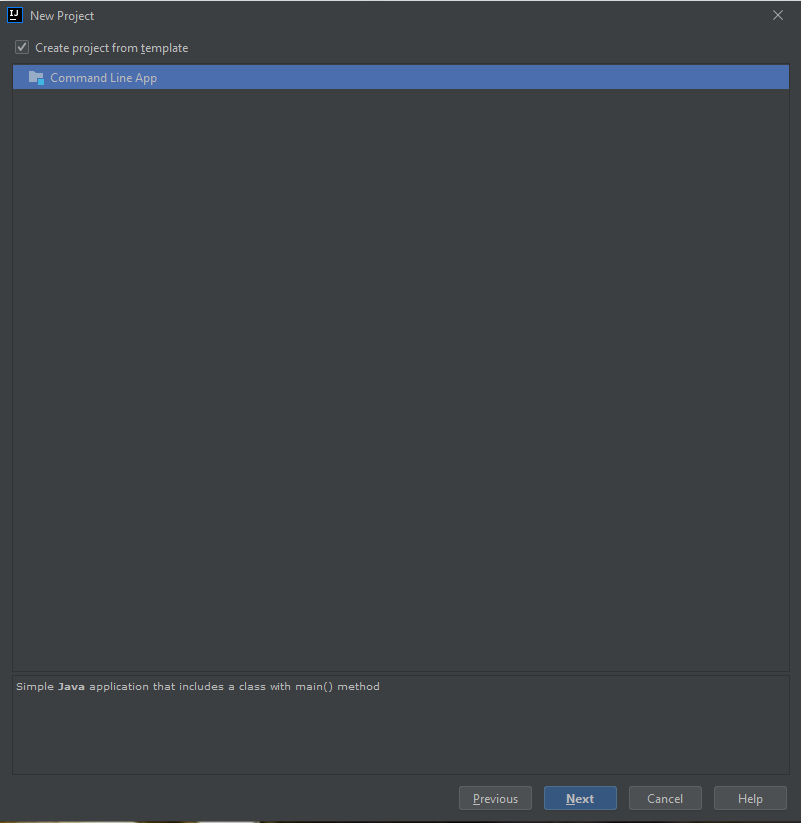 IJ New Project
Create project from template
Command Line App
Simple Java application that includes a class with main() method
Previous Next Cancel Help